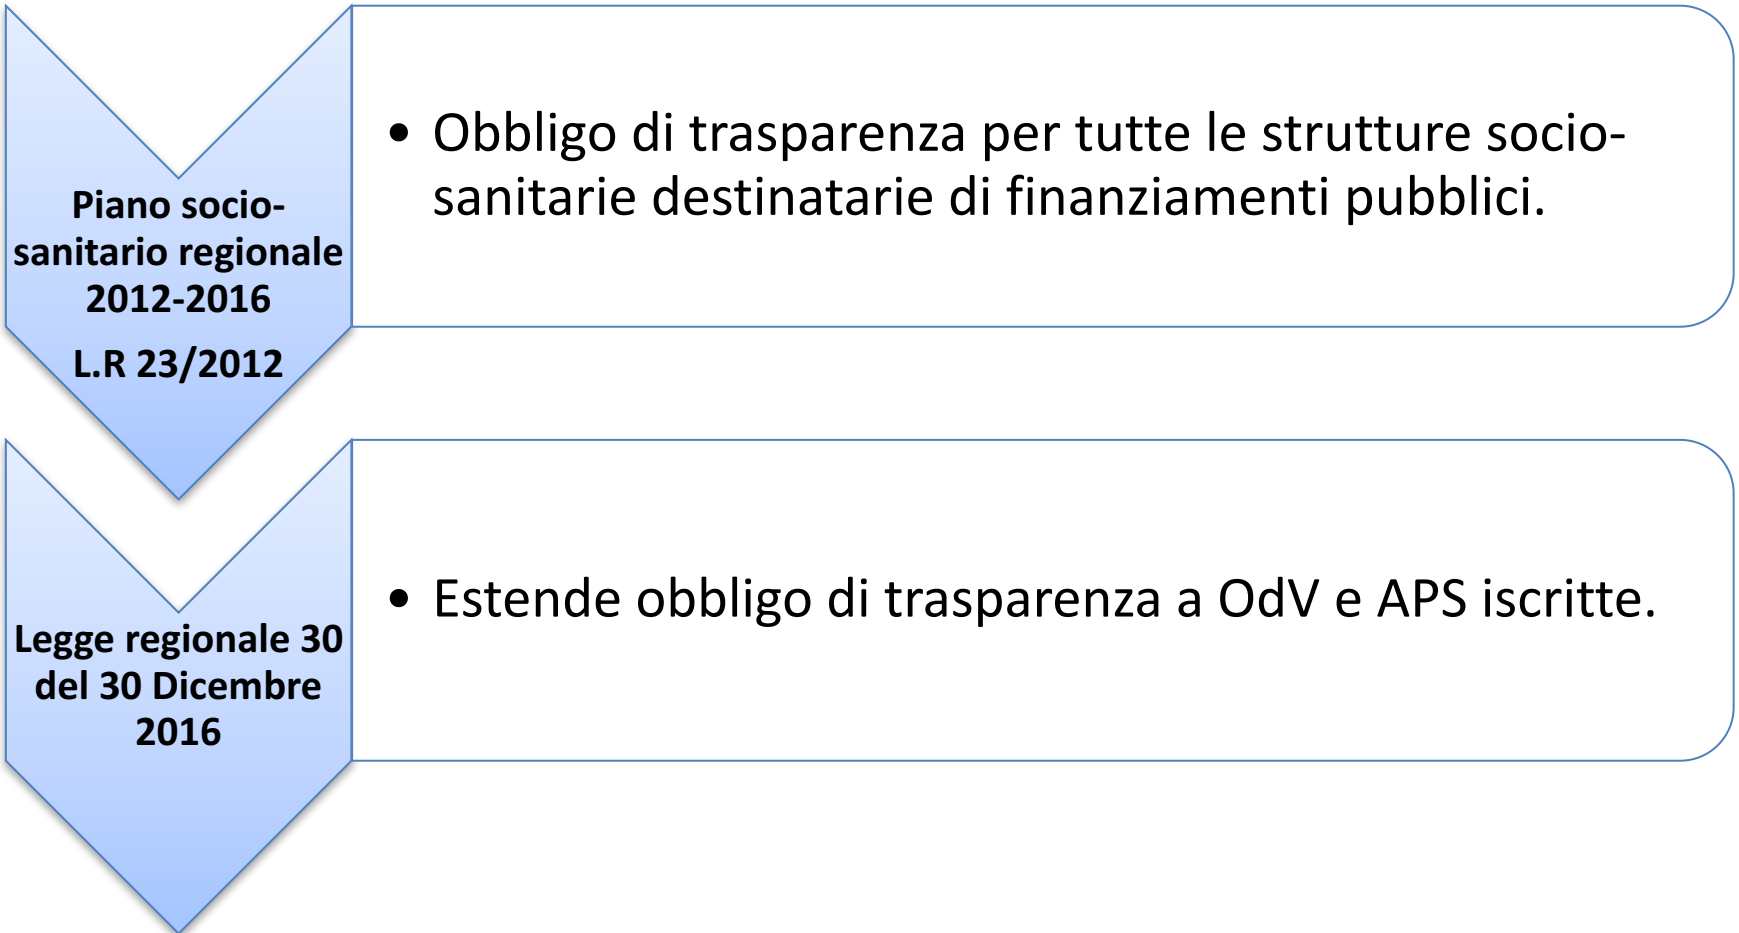 Piano socio-
sanitario regionale
2012-2016
L.R 23/2012
• Obbligo di trasparenza per tutte le strutture socio-
sanitarie destinatarie di finanziamenti pubblici.
Legge regionale 30
del 30 Dicembre
2016
• Estende obbligo di trasparenza a OdV e APS iscritte.